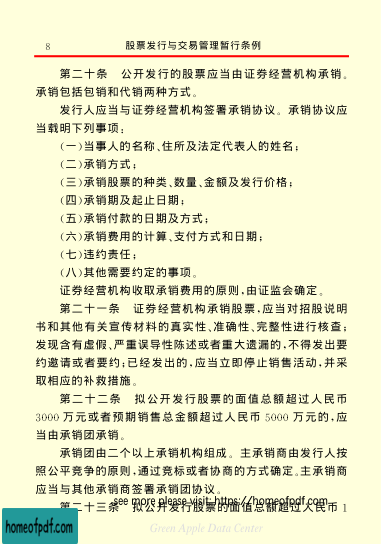 8 股票发行与交易管理暂行条例
第二十条 公开发行的股票应当由证券经营机构承销。
承销包括包销和代销两种方式。
发行人应当与证券经营机构签署承销协议。承销协议应
当载明下列事项：
(一)当事人的名称、住所及法定代表人的姓名；
(二)承销方式；
(三)承销股票的种类、数量、金额及发行价格；
(四)承销期及起止日期；
(五)承销付款的日期及方式；
(六)承销费用的计算、支付方式和日期；
(七)违约责任；
(八)其他需要约定的事项。
证券经营机构收取承销费用的原则，由证监会确定。
第二十一条 证券经营机构承销股票，应当对招股说明
书和其他有关宣传材料的真实性、准确性、完整性进行核查；
发现含有虚假、严重误导性陈述或者重大遗漏的，不得发出要
约邀请或者要约；已经发出的，应当立即停止销售活动，并采
取相应的补救措施。
第二十二条 拟公开发行股票的面值总额超过人民币
3000 万元或者预期销售总金额超过人民币 5000 万元的，应
当由承销团承销。
承销团由二个以上承销机构组成。主承销商由发行人按
照公平竞争的原则，通过竞标或者协商的方式确定。主承销商
应当与其他承销商签署承销团协议。
第二十三条 拟公开发行股票的面值总额超过人民币 1
see more please visit: https://homeofpdf.com
homeofpdf.com
Green Apple Data Center